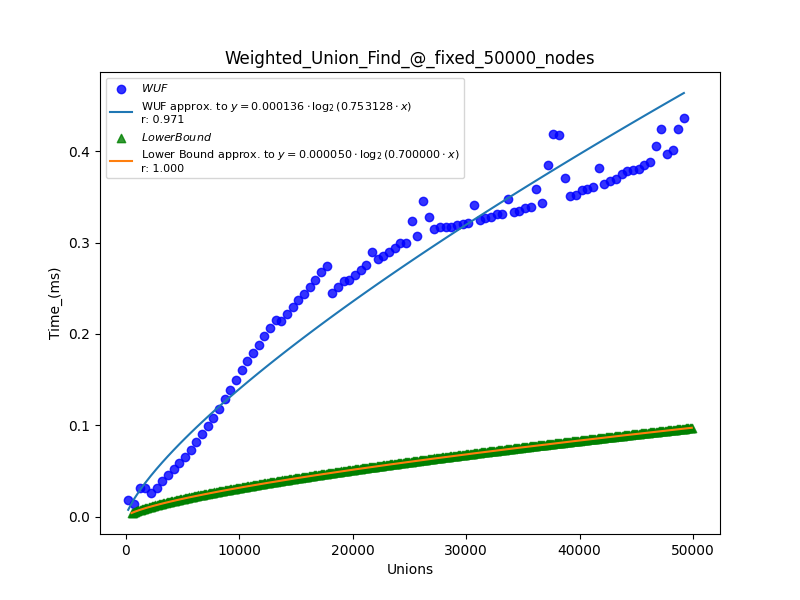 Weighted_Union_Find_@_fixed_50000_nodes
WUF
WUF approx. to y = 0.000136 · log₂ (0.753128 · x)
r: 0.971
LowerBound
Lower Bound approx. to y = 0.000050 · log₂ (0.700000 · x)
r: 1.000
Time_(ms)
0.4
0.3
0.2
0.1
0.0
0 10000 20000 30000 40000 50000
Unions